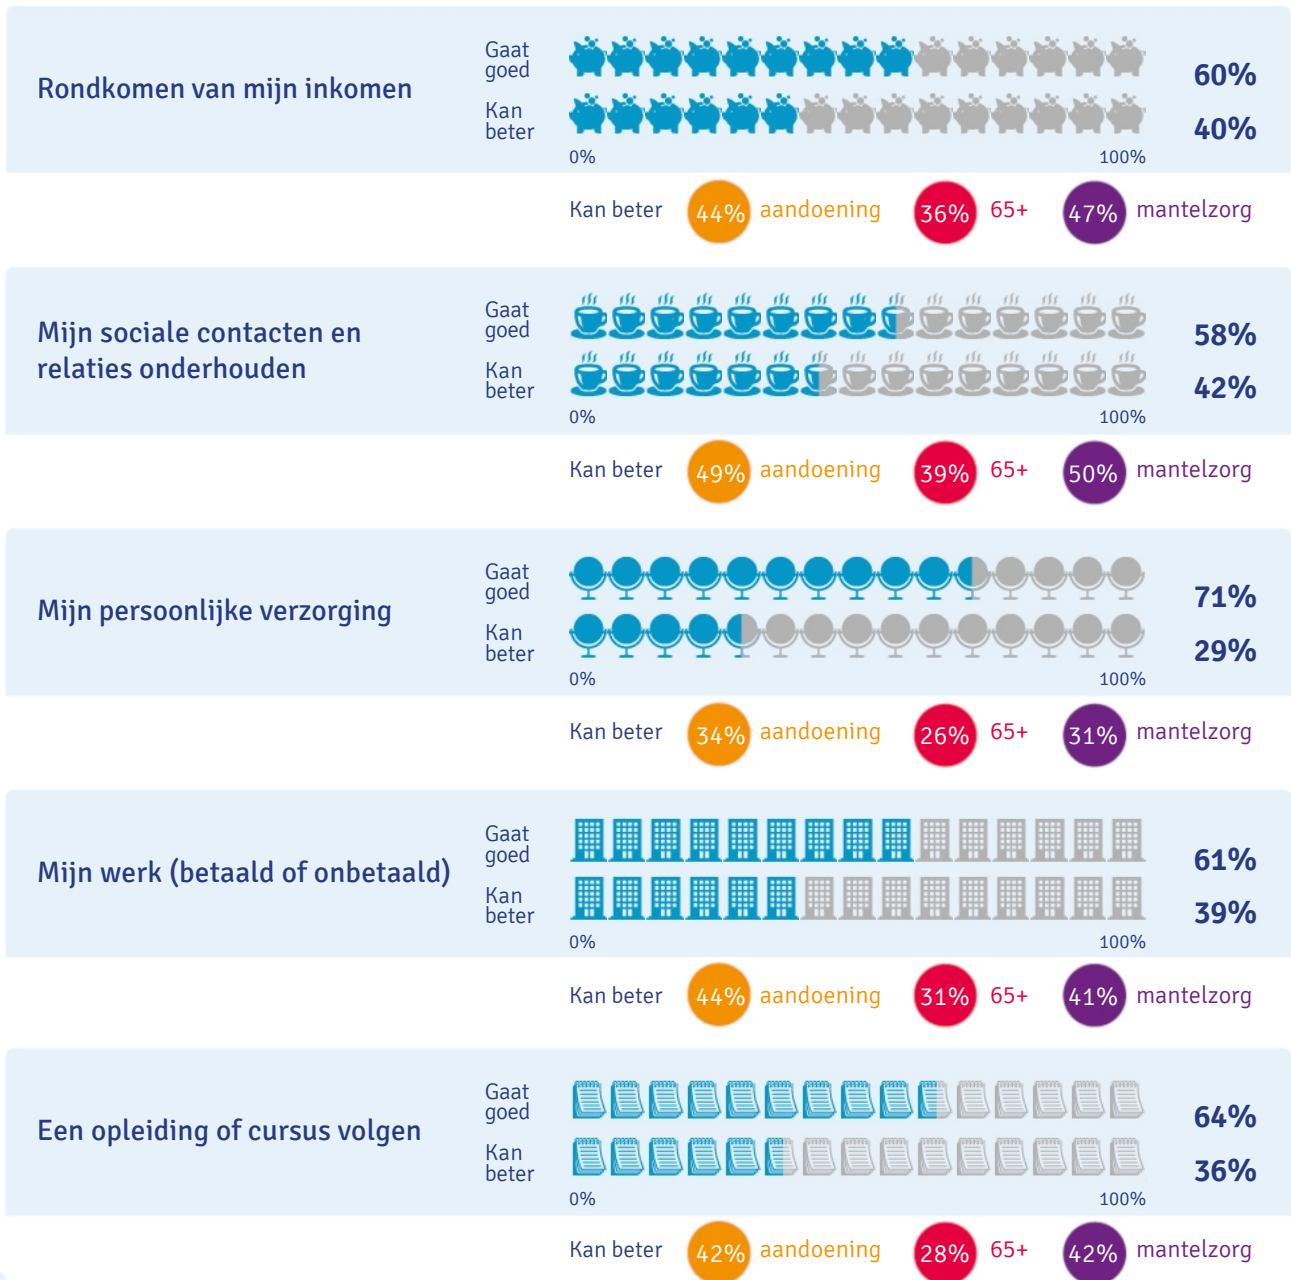 Rondkomen van mijn inkomen
Gaat
goed
60%
Kan
beter
40%
0% 100%
Kan beter 44% aandoening 36% 65+ 47% mantelzorg
Mijn sociale contacten en
relaties onderhouden
Gaat
goed
58%
Kan
beter
42%
0% 100%
Kan beter 49% aandoening 39% 65+ 50% mantelzorg
Mijn persoonlijke verzorging
Gaat
goed
71%
Kan
beter
29%
0% 100%
Kan beter 34% aandoening 26% 65+ 31% mantelzorg
Mijn werk (betaald of onbetaald)
Gaat
goed
61%
Kan
beter
39%
0% 100%
Kan beter 44% aandoening 31% 65+ 41% mantelzorg
Een opleiding of cursus volgen
Gaat
goed
64%
Kan
beter
36%
0% 100%
Kan beter 42% aandoening 28% 65+ 42% mantelzorg